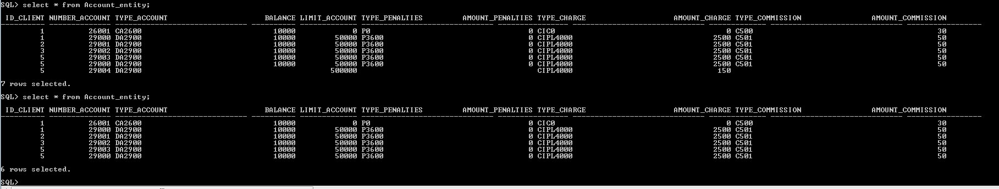 SQL> select * from Account_entity;
ID_CLIENT NUMBER_ACCOUNT TYPE_ACCOUNT BALANCE LIMIT_ACCOUNT TYPE_PENALTIES AMOUNT_PENALTIES TYPE_CHARGE AMOUNT_CHARGE TYPE_COMMISSION AMOUNT_COMMISSION
1 26001 CA2600 10000 0 P0 0 CIC0 0 C500 30
1 29000 DA2900 10000 50000 P3600 0 CIPL4000 2500 C501 50
2 29001 DA2900 10000 50000 P3600 0 CIPL4000 2500 C501 50
3 29002 DA2900 10000 50000 P3600 0 CIPL4000 2500 C501 50
5 29003 DA2900 10000 50000 P3600 0 CIPL4000 2500 C501 50
5 29000 DA2900 10000 50000 P3600 0 CIPL4000 2500 C501 50
5 29004 DA2900 500000 CIPL4000 150
7 rows selected.
SQL> select * from Account_entity;
ID_CLIENT NUMBER_ACCOUNT TYPE_ACCOUNT BALANCE LIMIT_ACCOUNT TYPE_PENALTIES AMOUNT_PENALTIES TYPE_CHARGE AMOUNT_CHARGE TYPE_COMMISSION AMOUNT_COMMISSION
1 26001 CA2600 10000 0 P0 0 CIC0 0 C500 30
1 29000 DA2900 10000 50000 P3600 0 CIPL4000 2500 C501 50
2 29001 DA2900 10000 50000 P3600 0 CIPL4000 2500 C501 50
3 29002 DA2900 10000 50000 P3600 0 CIPL4000 2500 C501 50
5 29003 DA2900 10000 50000 P3600 0 CIPL4000 2500 C501 50
5 29000 DA2900 10000 50000 P3600 0 CIPL4000 2500 C501 50
6 rows selected.
SQL>